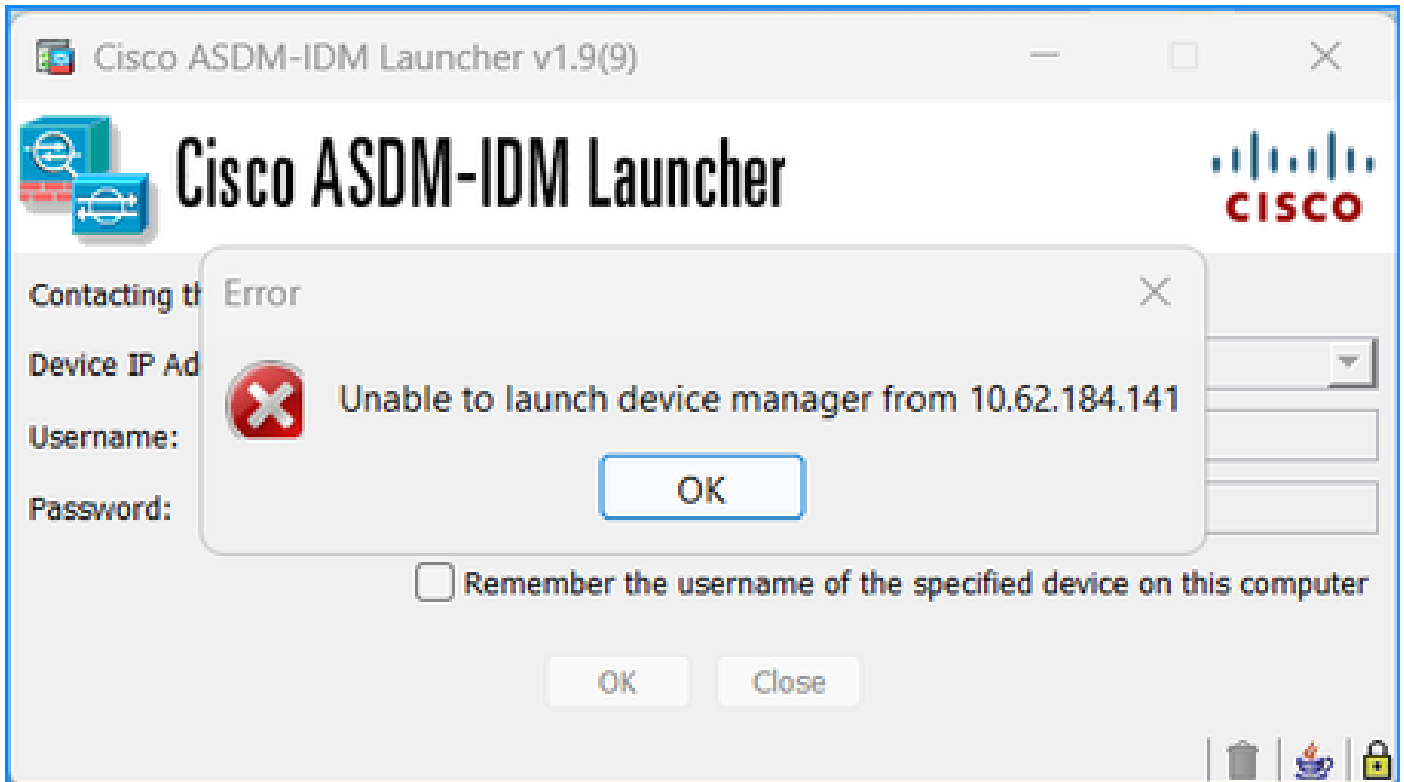 Cisco ASDM-IDM Launcher v1.9(9)
Cisco ASDM-IDM Launcher
CISCO
Contacting th
Error
Device IP Ad
Unable to launch device manager from 10.62.184.141
Username:
OK
Password:
Remember the username of the specified device on this computer
OK
Close